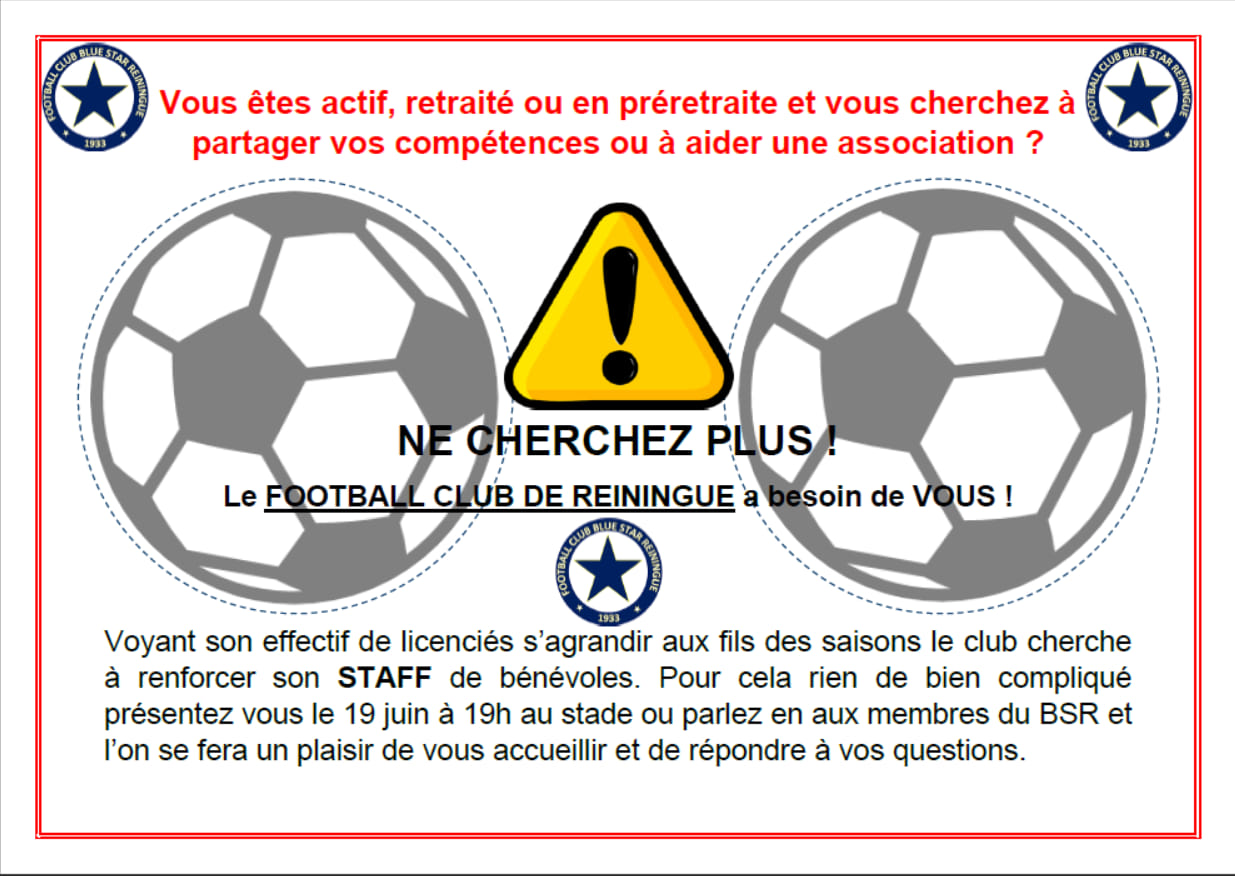 FOOTBALL CLUB BLUE STAR REININGUE
1933
FOOTBALL CLUB BLUE STAR REININGUE
1933
Vous êtes actif, retraité ou en préretraite et vous cherchez à
partager vos compétences ou à aider une association ?
NE CHERCHEZ PLUS !
Le FOOTBALL CLUB DE REININGUE a besoin de VOUS !
FOOTBALL CLUB BLUE STAR REININGUE
1933
Voyant son effectif de licenciés s’agrandir aux fils des saisons le club cherche
à renforcer son STAFF de bénévoles. Pour cela rien de bien compliqué
présentez vous le 19 juin à 19h au stade ou parlez en aux membres du BSR et
l’on se fera un plaisir de vous accueillir et de répondre à vos questions.